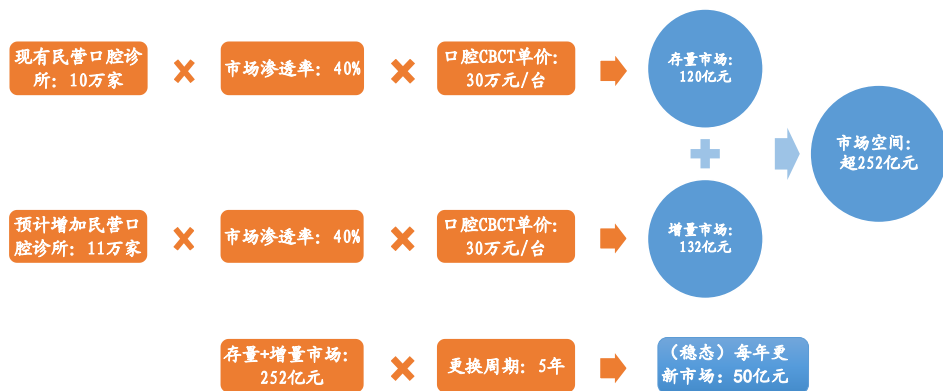 现有民营口腔诊
所：10万家
市场渗透率：40%
口腔CBCT单价：
30万元/台
存量市场：
120亿元
市场空间：
超252亿元
预计增加民营口
腔诊所：11万家
市场渗透率：40%
口腔CBCT单价：
30万元/台
增量市场：
132亿元
存量+增量市场：
252亿元
更换周期：5年
（稳态）每年更
新市场：50亿元